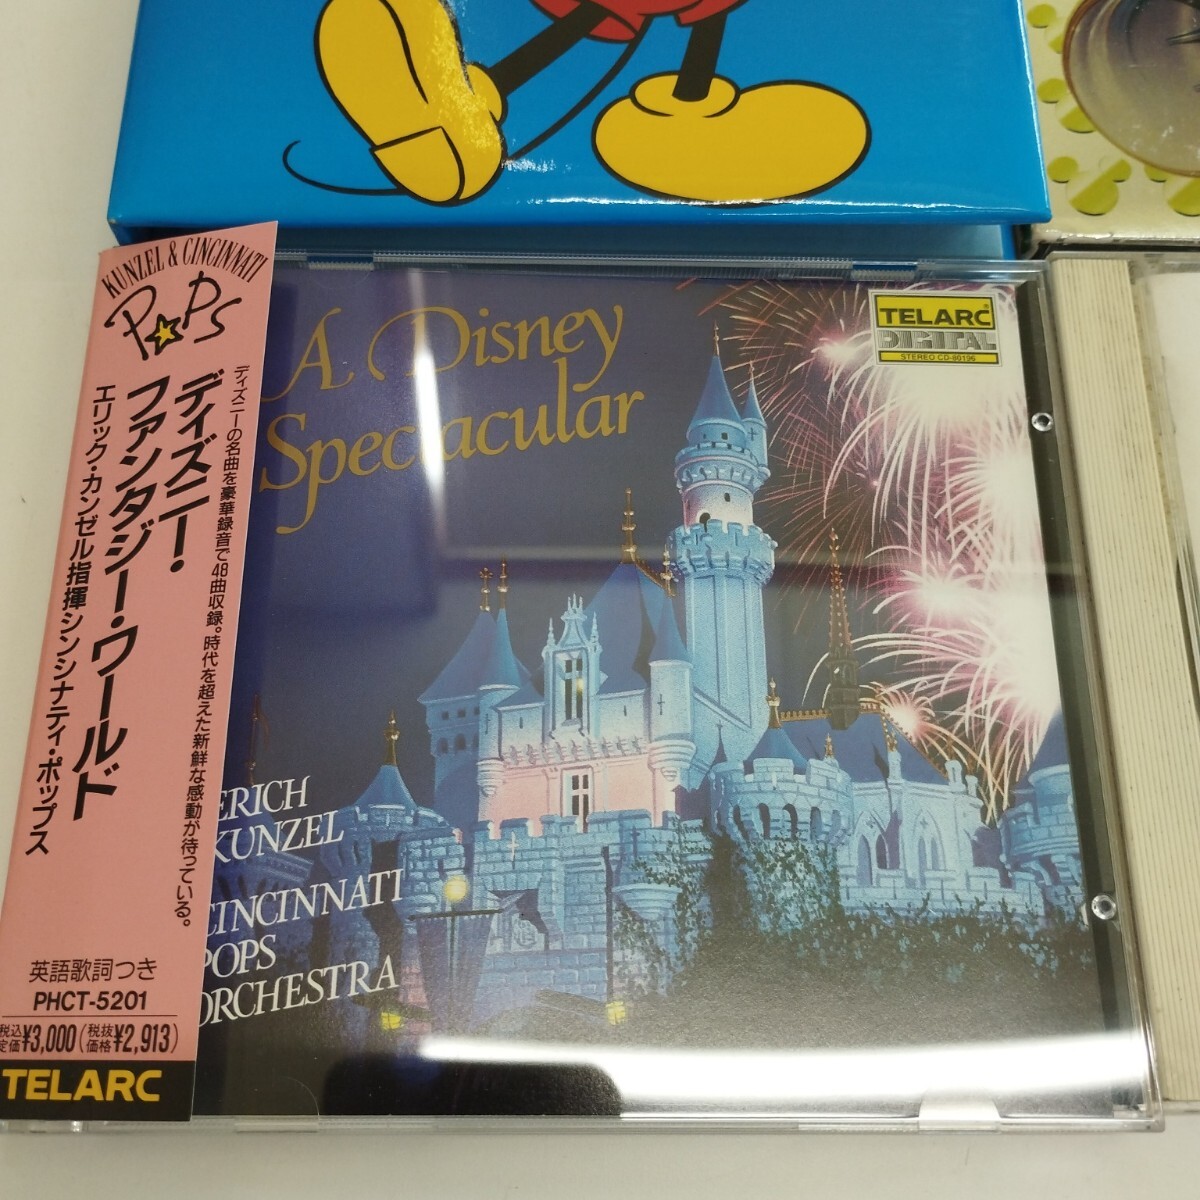 KUNZEL & CINCINNATI
POPS
ディズニーの名曲を豪華録音で48曲収録。時代を超えた新鮮な感動が待っている。
ディズニー・
ファンタジー・ワールド
エリック・カンゼル指揮シンシナティ・ポップス
英語歌詞つき
PHCT-5201
税込定価¥3,000(税抜価格¥2,913)
TELARC
A Disney
Spectacular
TELARC®
DIGITAL
STEREO CD-80196
ERICH
KUNZEL
CINCINNATI
POPS
ORCHESTRA